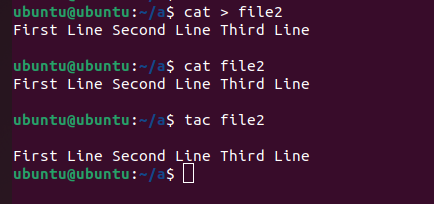 ubuntu@ubuntu:~/a$ cat > file2
First Line Second Line Third Line
ubuntu@ubuntu:~/a$ cat file2
First Line Second Line Third Line
ubuntu@ubuntu:~/a$ tac file2
First Line Second Line Third Line
ubuntu@ubuntu:~/a$